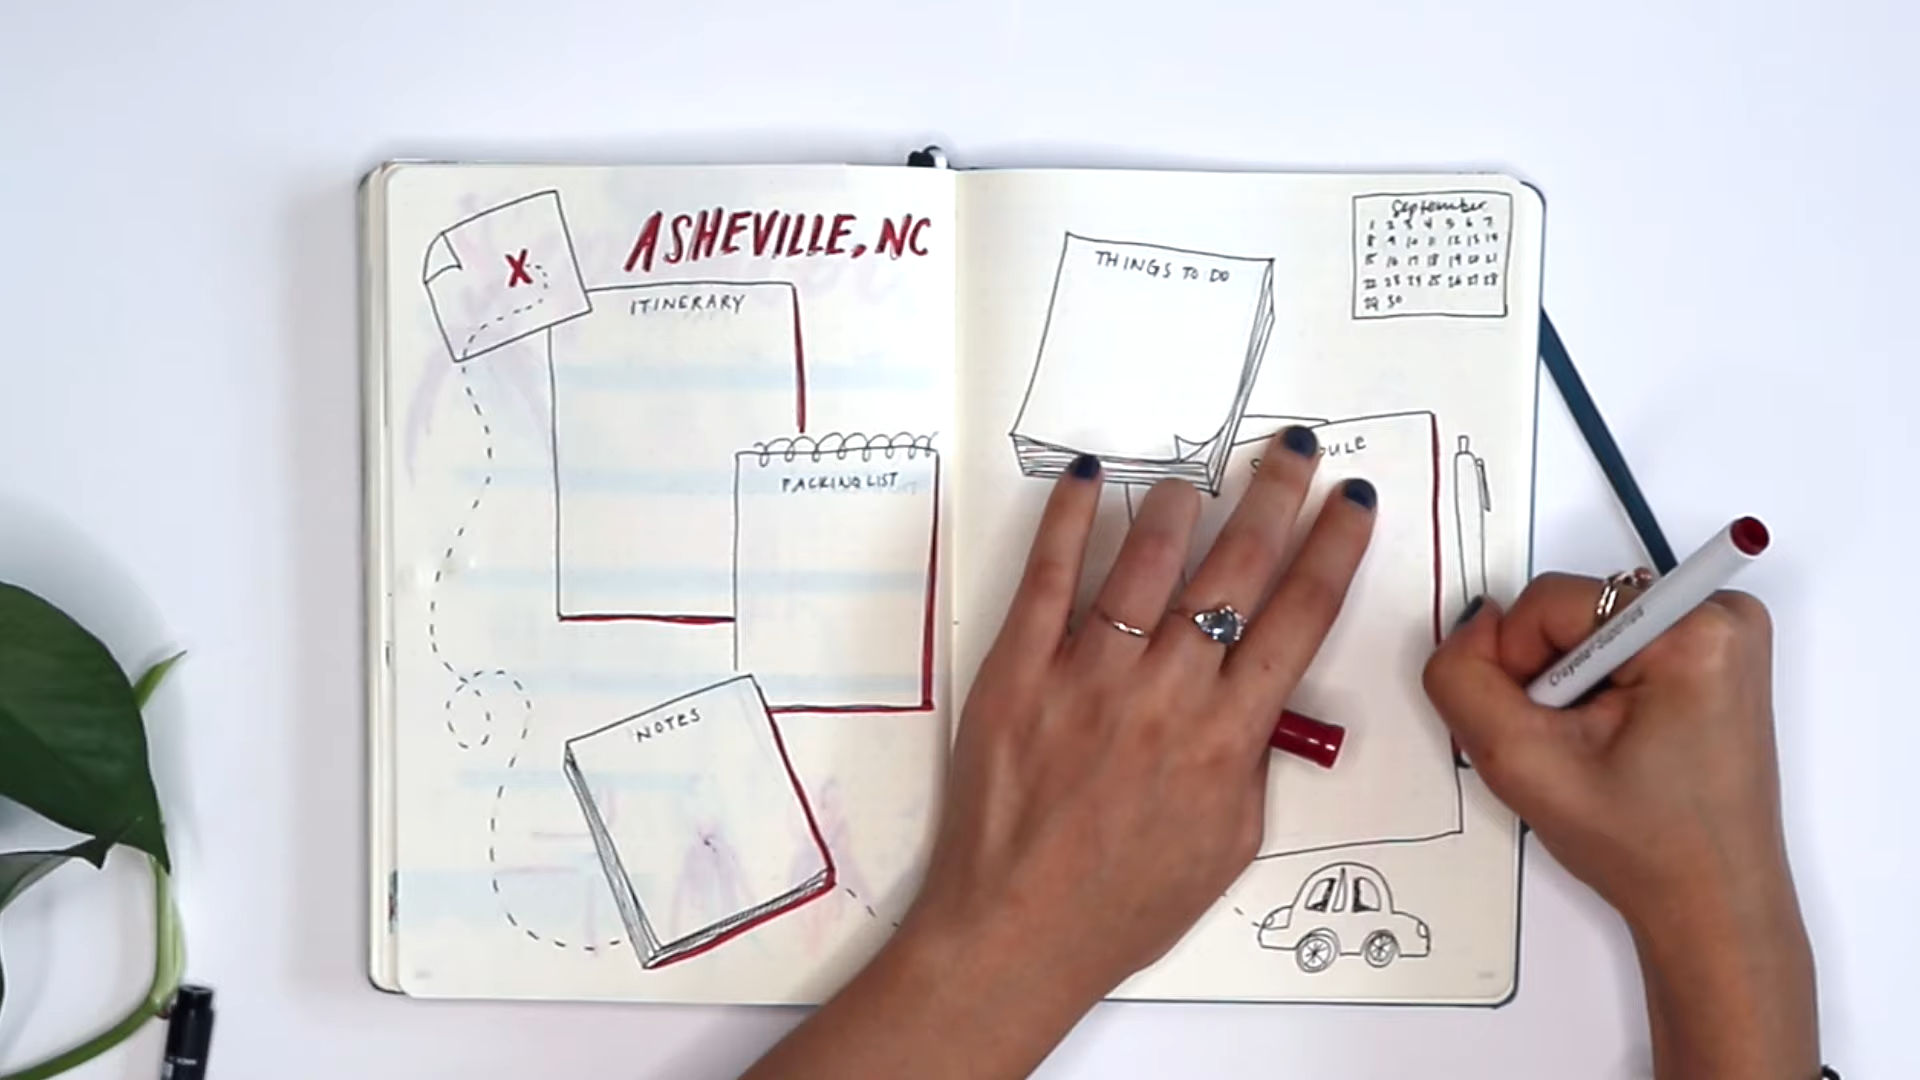 ASHEVILLE, NC
ITINERARY
PACKING LIST
NOTES
THINGS TO DO
September
1 2 3 4 5 6 7
8 9 10 11 12 13 14
15 16 17 18 19 20 21
22 23 24 25 26 27 28
29 30
X
Crayola SuperTips